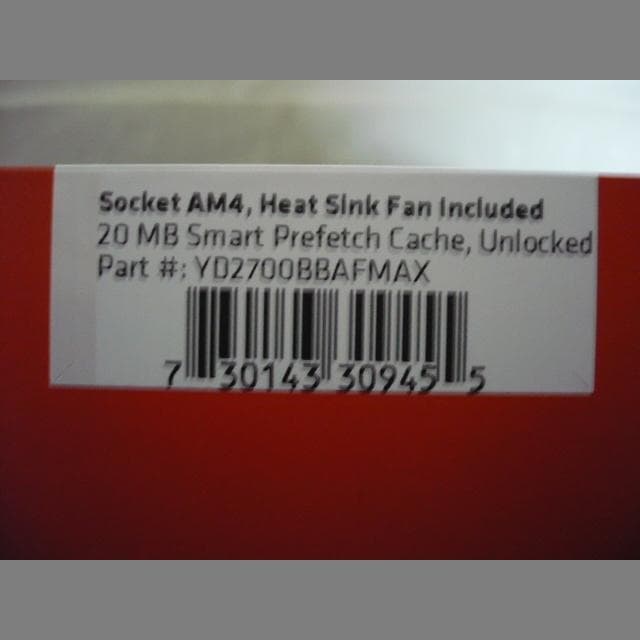 Socket AM4, Heat Sink Fan Included
20 MB Smart Prefetch Cache, Unlocked
Part #: YD2700BBAFMAX
7 30143 30945 5